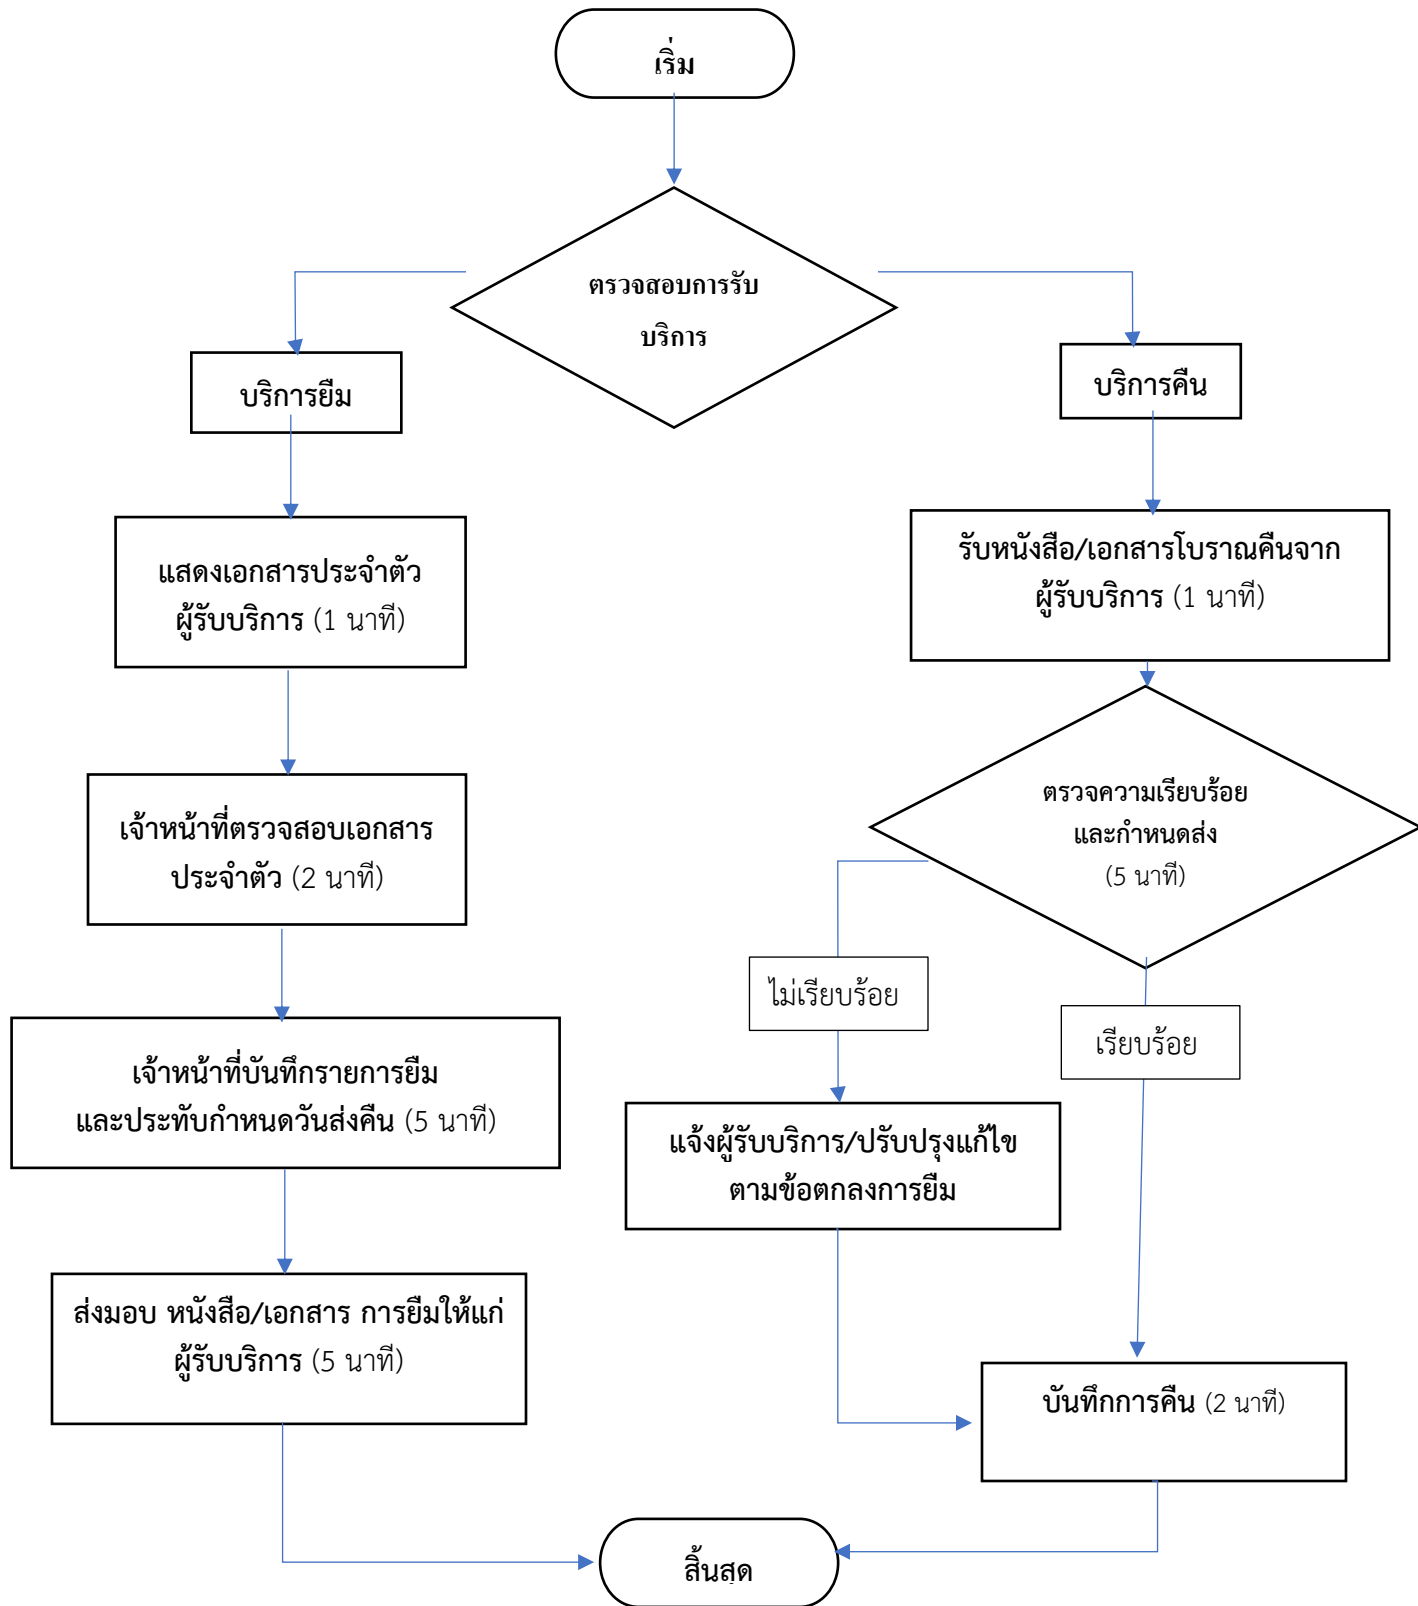 เริ่ม
ตรวจสอบการรับ
บริการ
บริการยืม
บริการคืน
แสดงเอกสารประจำตัว
ผู้รับบริการ (1 นาที)
รับหนังสือ/เอกสารโบราณคืนจาก
ผู้รับบริการ (1 นาที)
เจ้าหน้าที่ตรวจสอบเอกสาร
ประจำตัว (2 นาที)
ตรวจความเรียบร้อย
และกำหนดส่ง
(5 นาที)
ไม่เรียบร้อย
เรียบร้อย
เจ้าหน้าที่บันทึกรายการยืม
และประทับกำหนดวันส่งคืน (5 นาที)
แจ้งผู้รับบริการ/ปรับปรุงแก้ไข
ตามข้อตกลงการยืม
ส่งมอบ หนังสือ/เอกสาร การยืมให้แก่
ผู้รับบริการ (5 นาที)
บันทึกการคืน (2 นาที)
สิ้นสุด